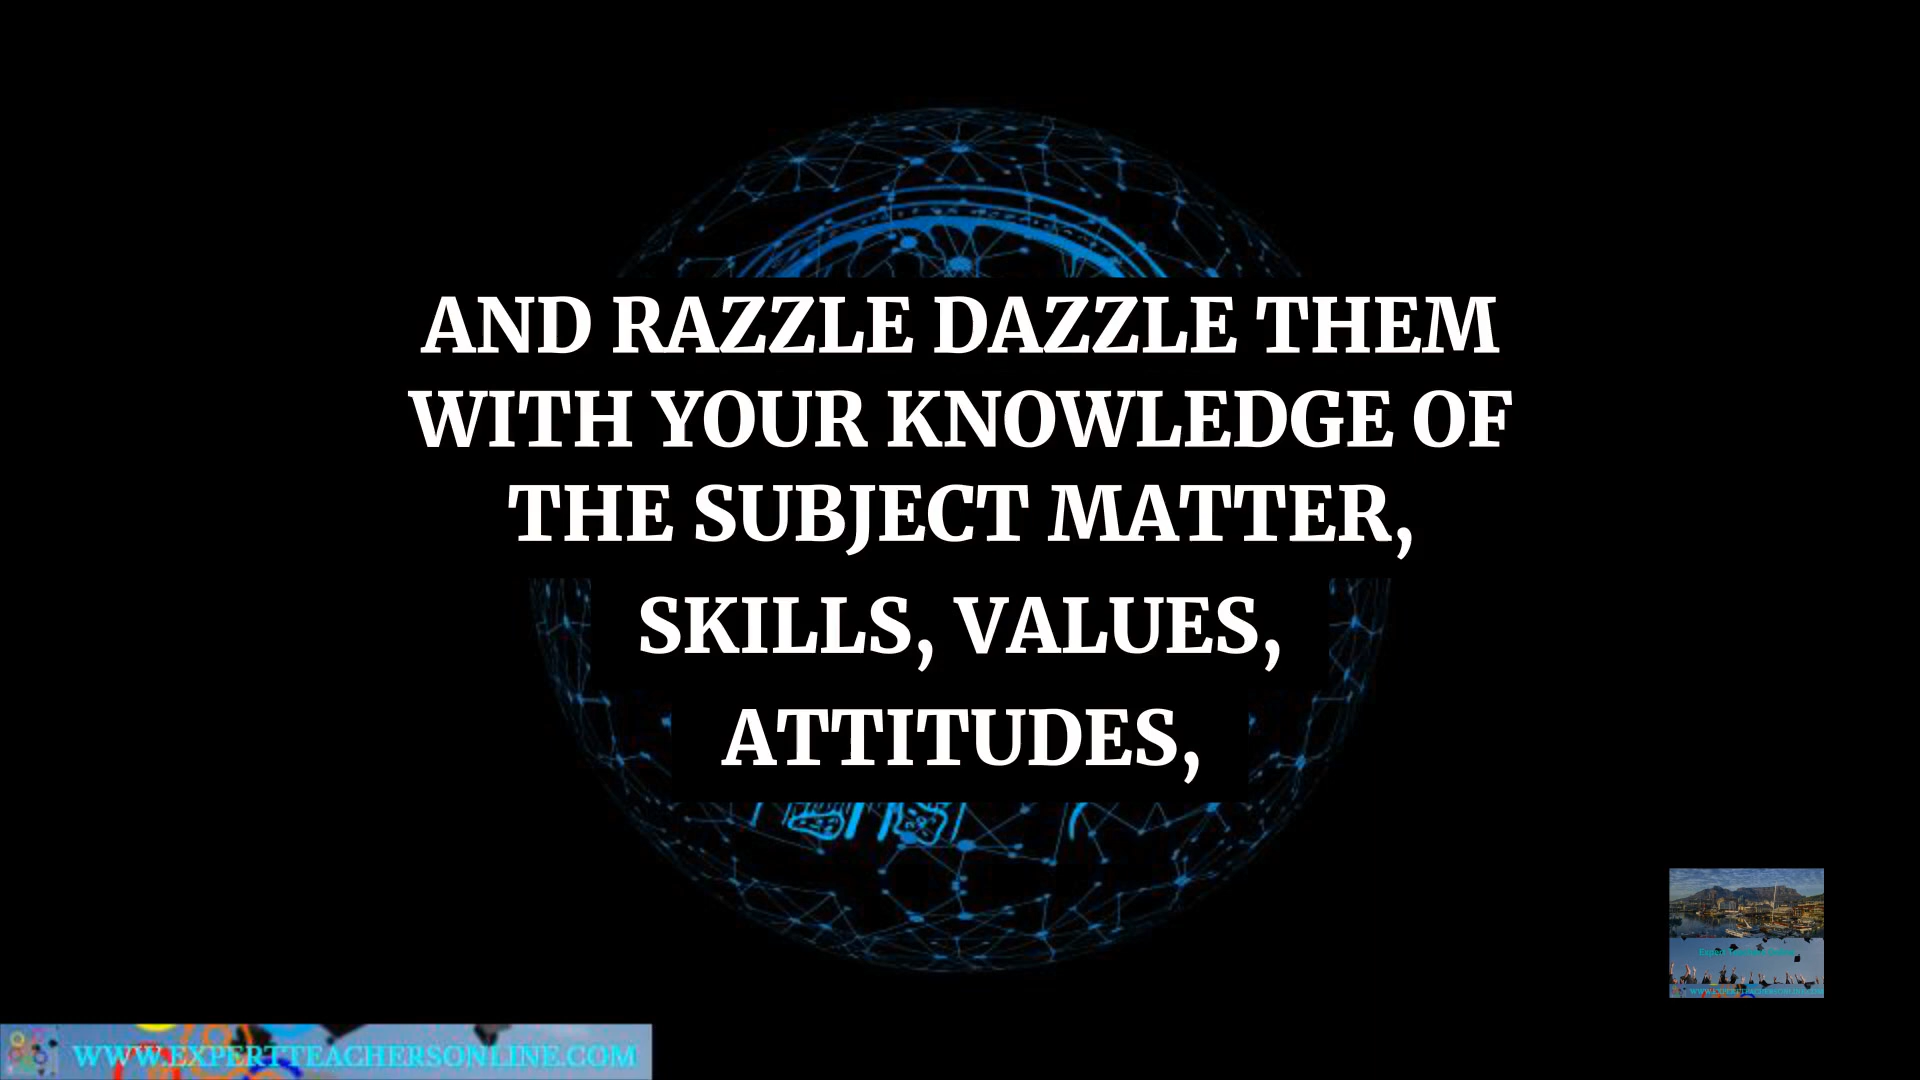 AND RAZZLE DAZZLE THEM
WITH YOUR KNOWLEDGE OF
THE SUBJECT MATTER,
SKILLS, VALUES,
ATTITUDES,
WWW.EXPERTTEACHERSONLINE.COM